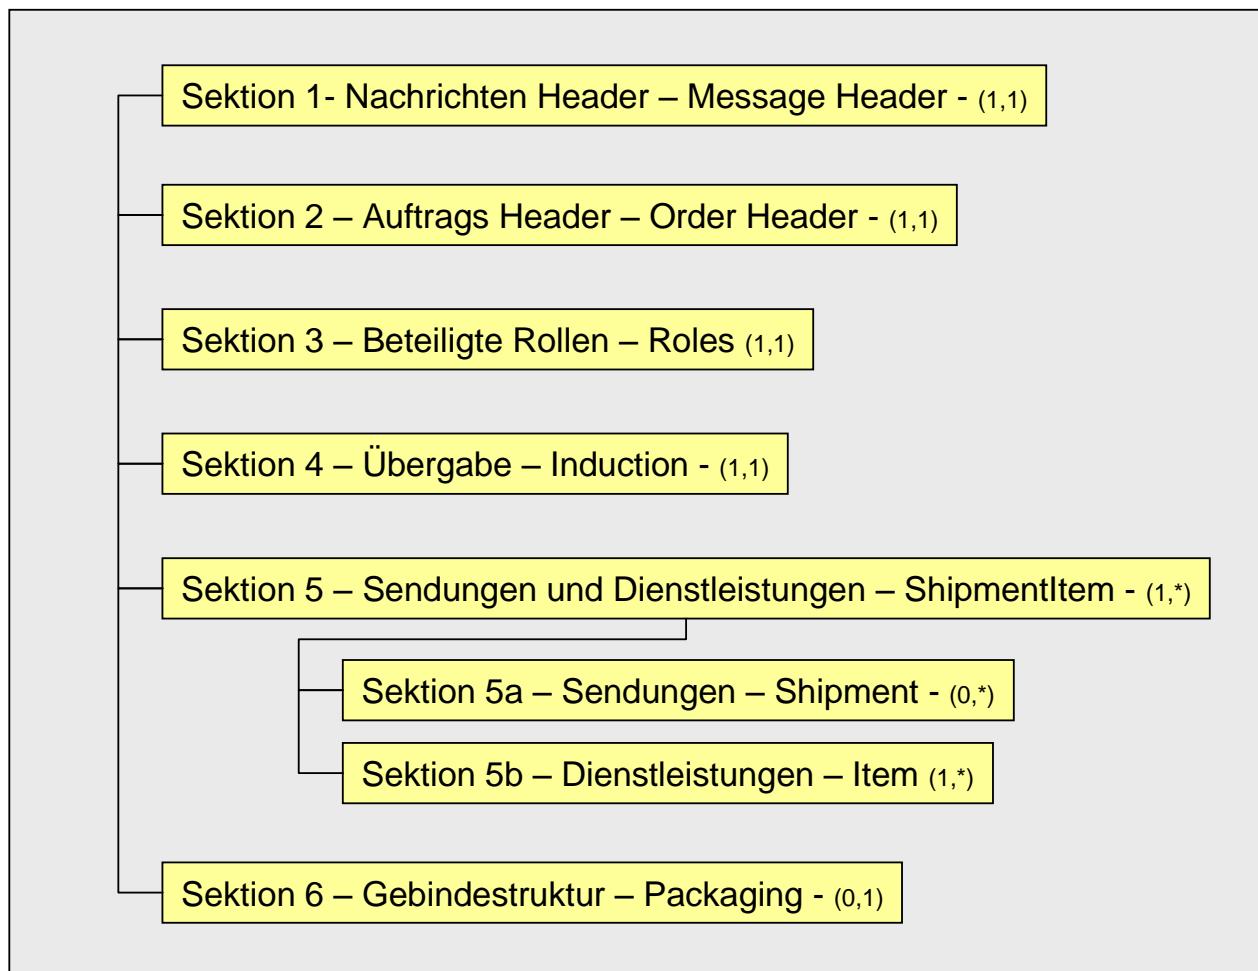 Sektion 1- Nachrichten Header – Message Header - (1,1)
Sektion 2 – Auftrags Header – Order Header - (1,1)
Sektion 3 – Beteiligte Rollen – Roles (1,1)
Sektion 4 – Übergabe – Induction - (1,1)
Sektion 5 – Sendungen und Dienstleistungen – ShipmentItem - (1,*)
Sektion 5a – Sendungen – Shipment - (0,*)
Sektion 5b – Dienstleistungen – Item (1,*)
Sektion 6 – Gebindestruktur – Packaging - (0,1)